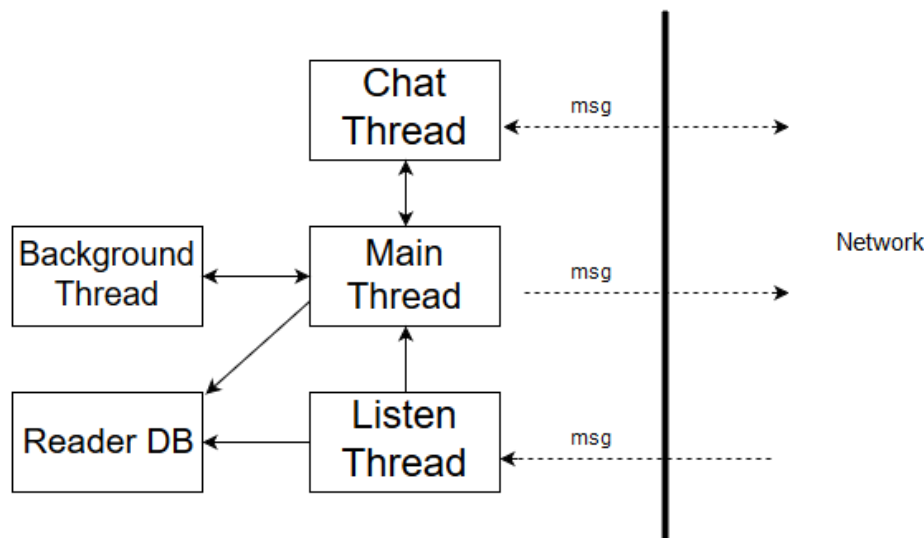 Chat
Thread
msg
Background
Thread
Main
Thread
msg
Network
Reader DB
Listen
Thread
msg